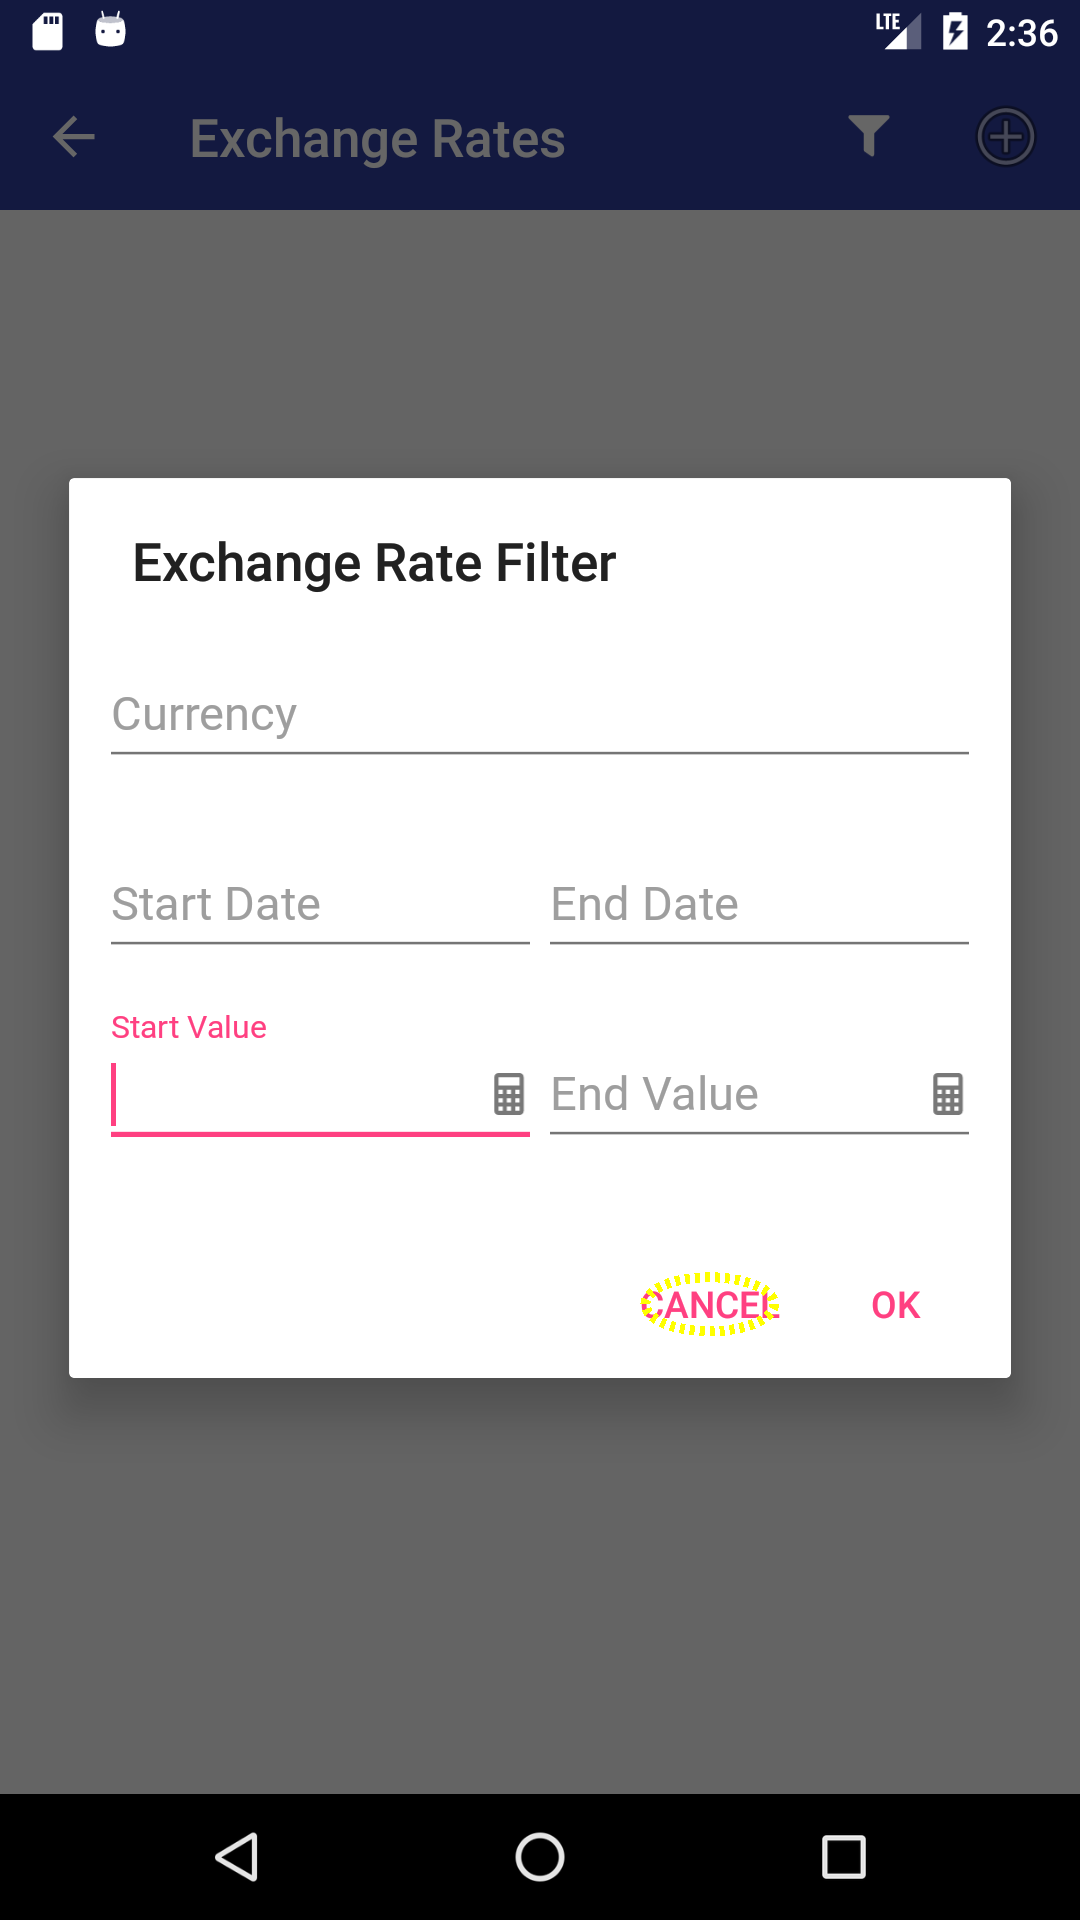 LTE 2:36
Exchange Rates
Exchange Rate Filter
Currency
Start Date End Date
Start Value
End Value
CANCEL OK